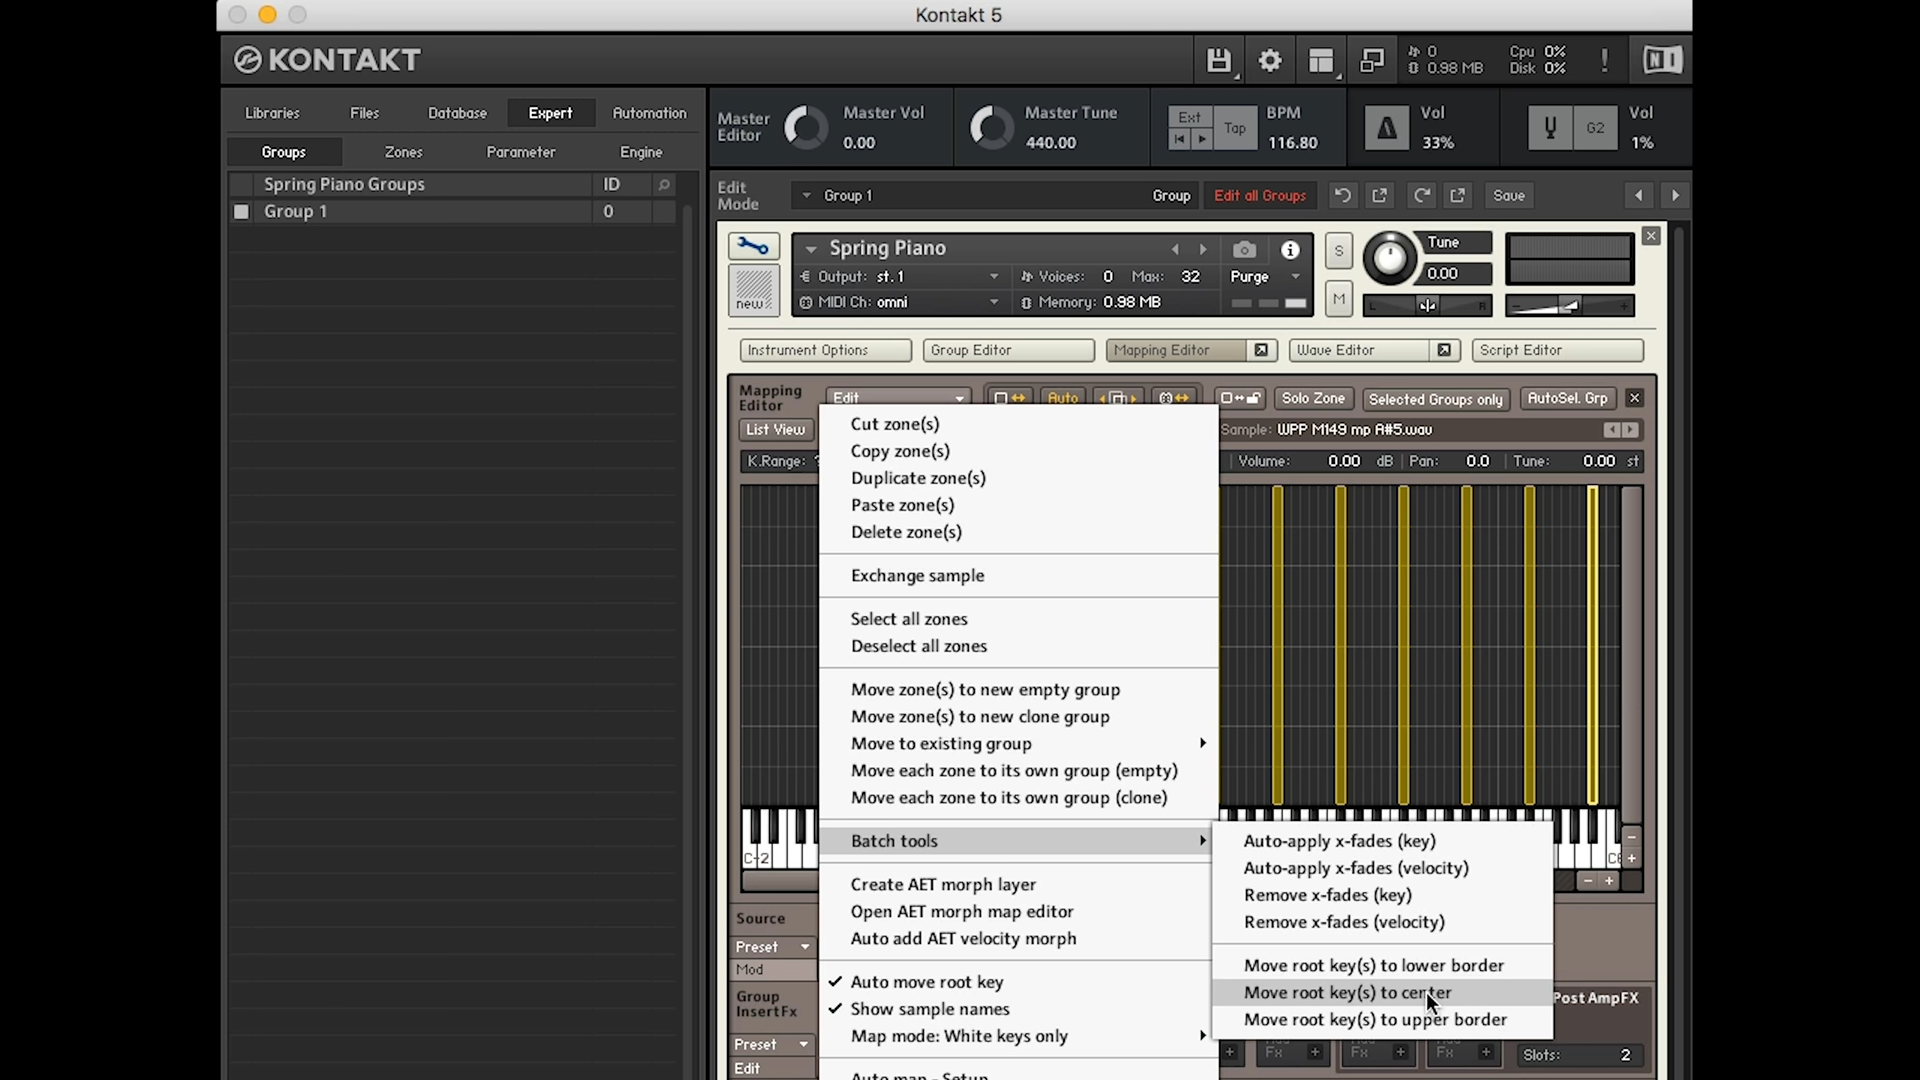 Kontakt 5
KONTAKT
0
0.98 MB
Cpu 0%
Disk 0%
!
NI
Libraries Files Database Expert Automation
Groups Zones Parameter Engine
Spring Piano Groups ID
Group 1 0
Master Editor
Master Vol
0.00
Master Tune
440.00
Ext
Tap
BPM
116.80
Vol
33%
G2
Vol
1%
Edit Mode
Group 1 Group Edit all Groups Save
new
Spring Piano
Output: st.1 Voices: 0 Max: 32 Purge
MIDI Ch: omni Memory: 0.98 MB
S
M
Tune
0.00
L R
Instrument Options Group Editor Mapping Editor Wave Editor Script Editor
Mapping Editor
Edit Auto Solo Zone Selected Groups only AutoSel. Grp
List View Sample: WPP M149 mp A#5.wav
K.Range: Volume: 0.00 dB Pan: 0.0 Tune: 0.00 st
C-2
Cut zone(s)
Copy zone(s)
Duplicate zone(s)
Paste zone(s)
Delete zone(s)
Exchange sample
Select all zones
Deselect all zones
Move zone(s) to new empty group
Move zone(s) to new clone group
Move to existing group
Move each zone to its own group (empty)
Move each zone to its own group (clone)
Batch tools
Create AET morph layer
Open AET morph map editor
Auto add AET velocity morph
Auto move root key
Show sample names
Map mode: White keys only
Auto map - Setup
Auto-apply x-fades (key)
Auto-apply x-fades (velocity)
Remove x-fades (key)
Remove x-fades (velocity)
Move root key(s) to lower border
Move root key(s) to center
Move root key(s) to upper border
Source
Preset
Mod
Group InsertFx
Preset
Edit
Post AmpFX
Fx Fx Fx
Slots: 2